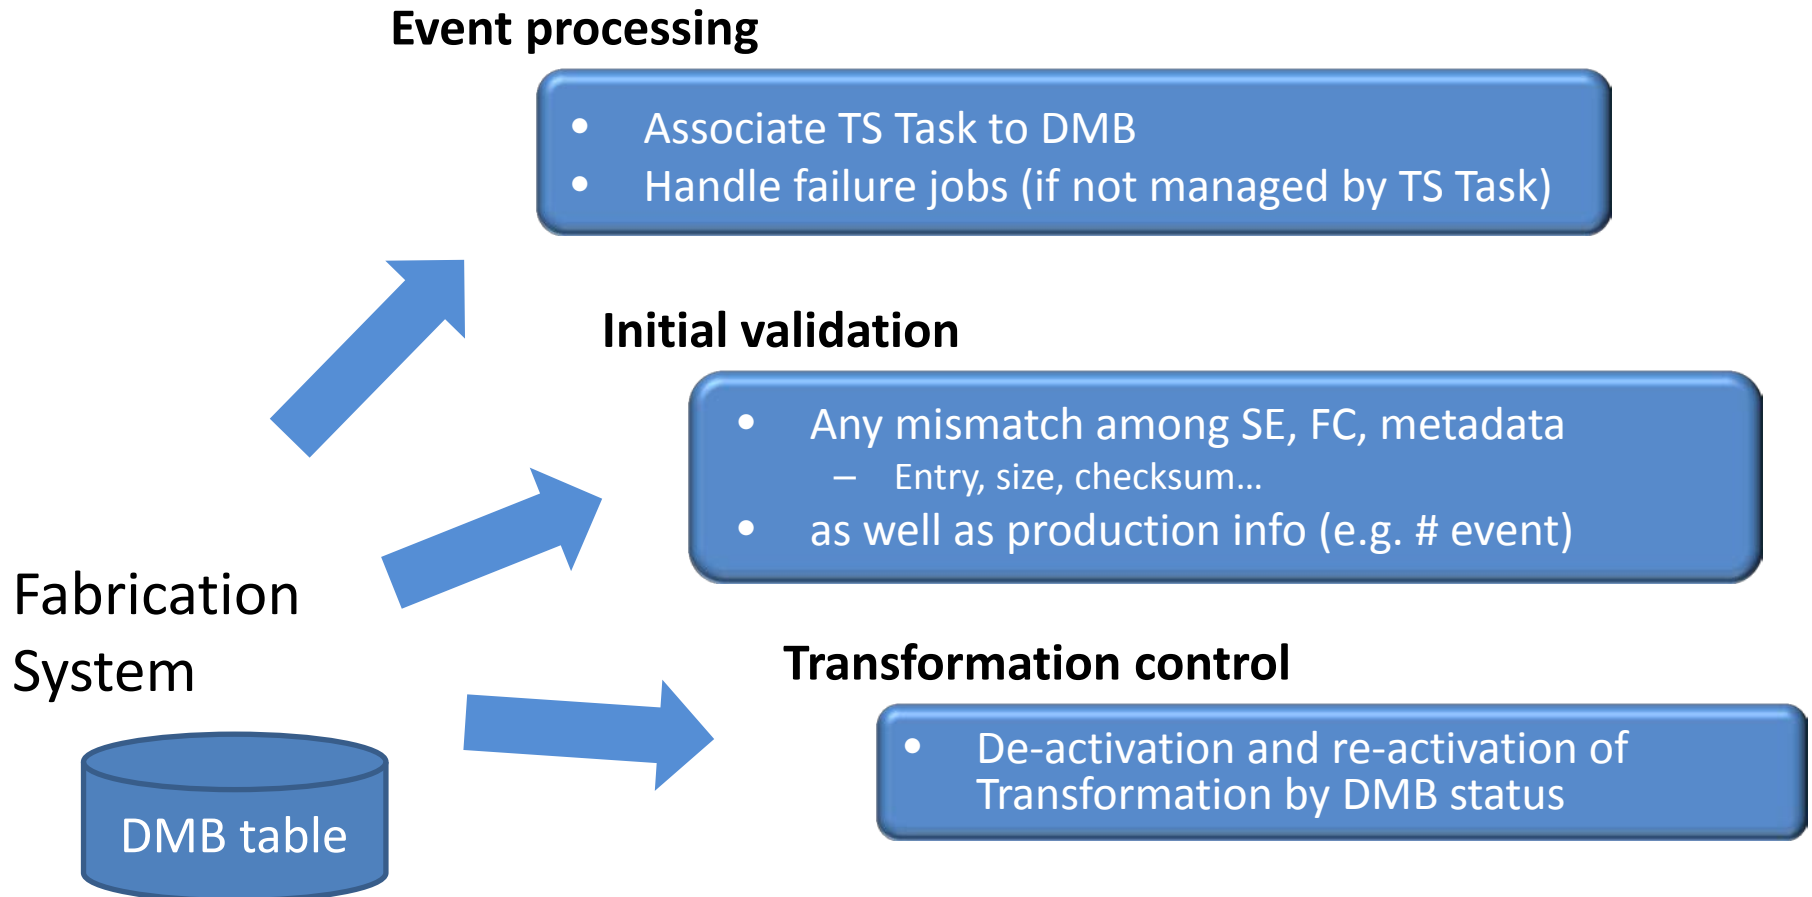 Event processing
• Associate TS Task to DMB
• Handle failure jobs (if not managed by TS Task)
Initial validation
• Any mismatch among SE, FC, metadata
– Entry, size, checksum...
• as well as production info (e.g. # event)
Fabrication
System
Transformation control
• De-activation and re-activation of
Transformation by DMB status
DMB table